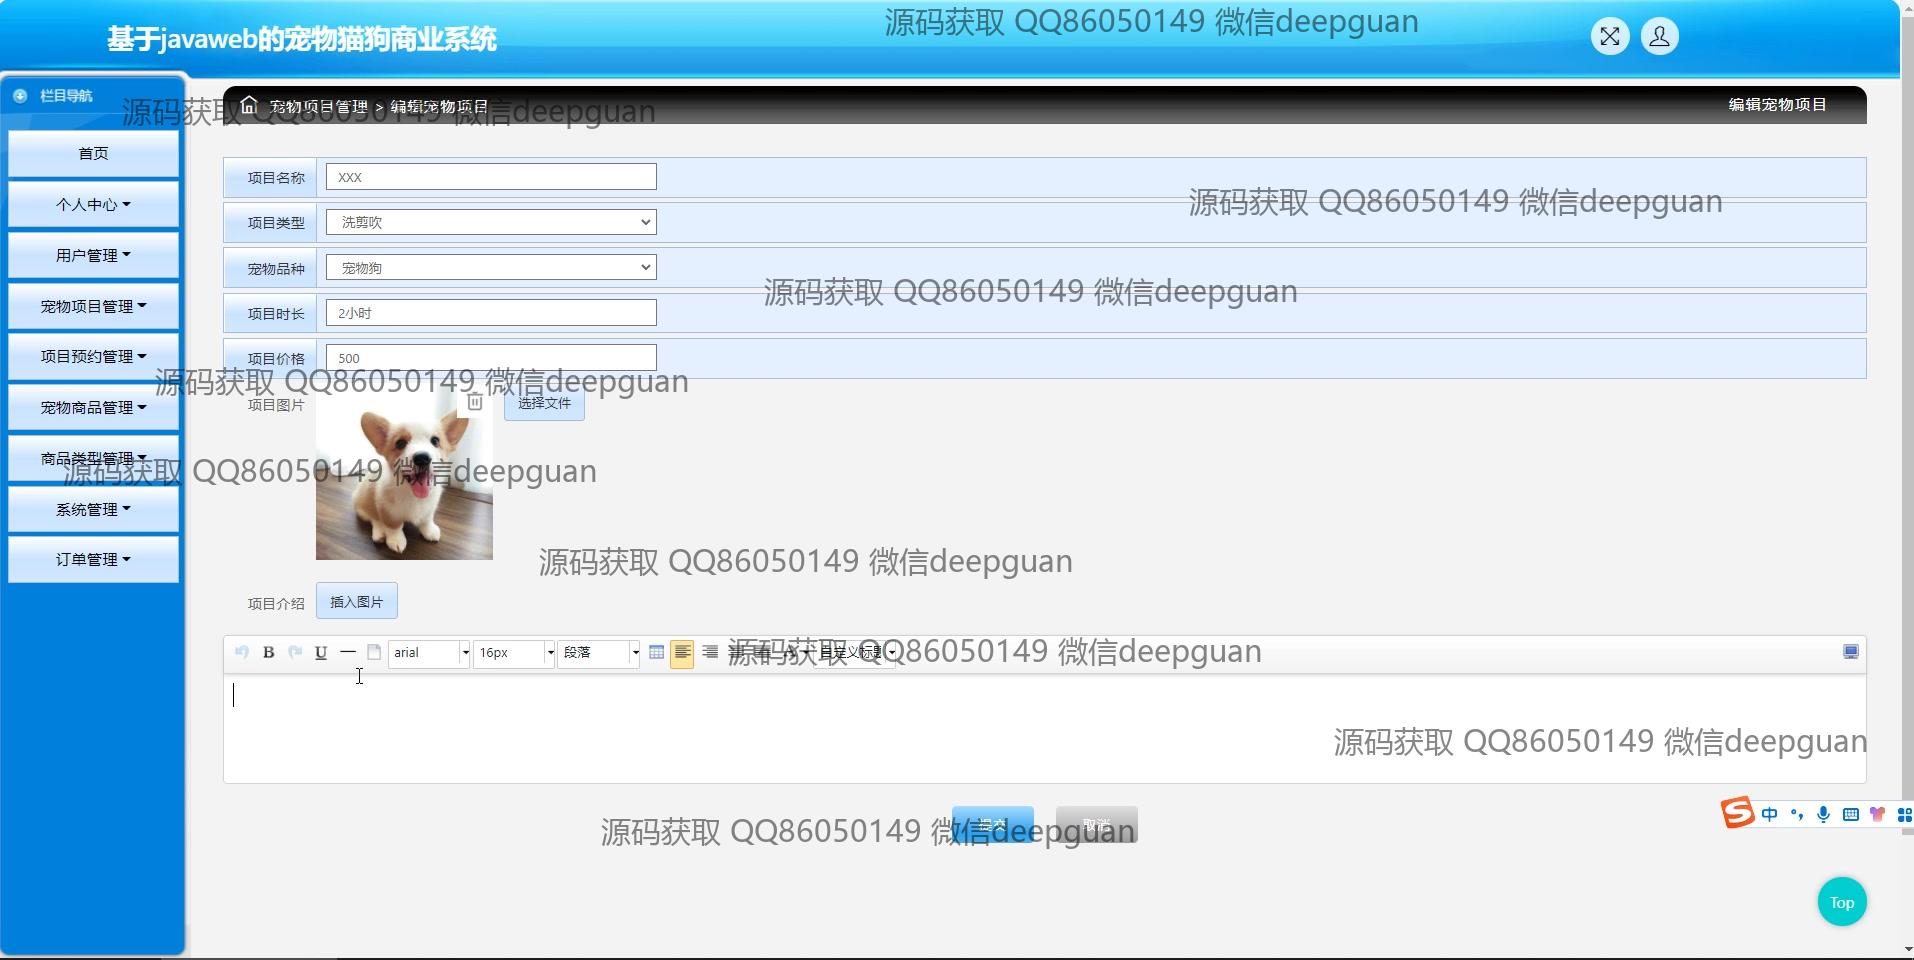 基于javaweb的宠物猫狗商业系统
源码获取 QQ86050149 微信deepguan
栏目导航
宠物项目管理 > 编辑宠物项目
编辑宠物项目
源码获取 QQ86050149 微信deepguan
首页
个人中心
用户管理
宠物项目管理
项目预约管理
宠物商品管理
商品类型管理
系统管理
订单管理
项目名称 XXX
源码获取 QQ86050149 微信deepguan
项目类型 洗剪吹
宠物品种 宠物狗
源码获取 QQ86050149 微信deepguan
项目时长 2小时
项目价格 500
源码获取 QQ86050149 微信deepguan
项目图片 选择文件
源码获取 QQ86050149 微信deepguan
源码获取 QQ86050149 微信deepguan
项目介绍 插入图片
B U arial 16px 段落 A 自定义标题
源码获取 QQ86050149 微信deepguan
源码获取 QQ86050149 微信deepguan
提交 取消
源码获取 QQ86050149 微信deepguan
S 中
Top